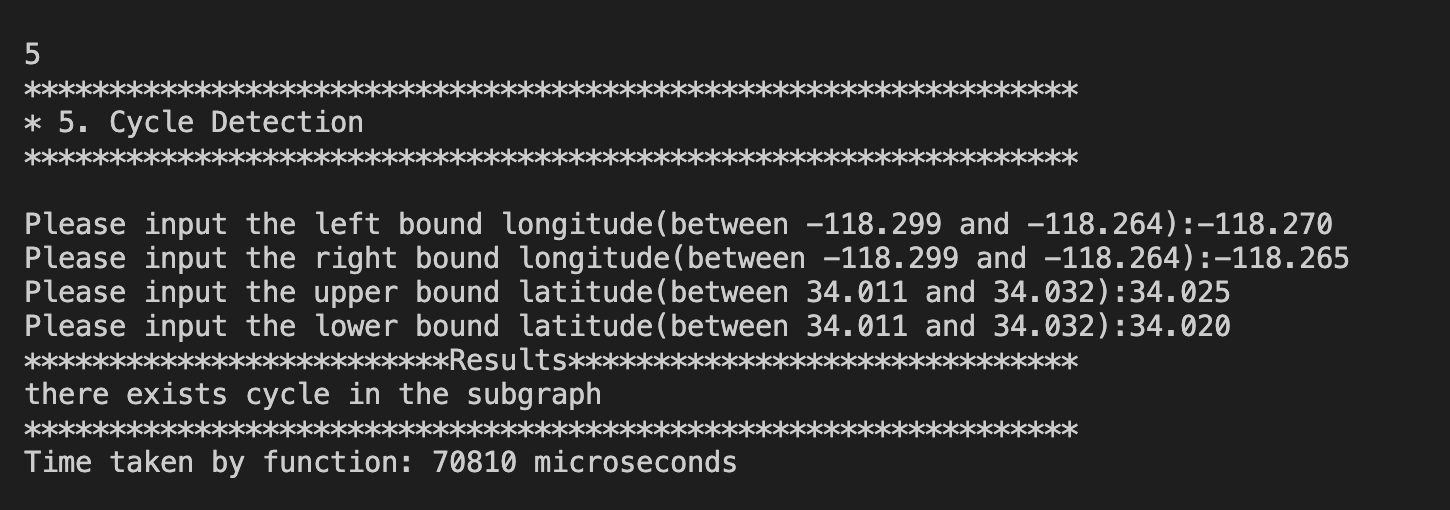 5
**************************************************************
* 5. Cycle Detection
**************************************************************
Please input the left bound longitude(between -118.299 and -118.264):-118.270
Please input the right bound longitude(between -118.299 and -118.264):-118.265
Please input the upper bound latitude(between 34.011 and 34.032):34.025
Please input the lower bound latitude(between 34.011 and 34.032):34.020
*************************Results******************************
there exists cycle in the subgraph
**************************************************************
Time taken by function: 70810 microseconds